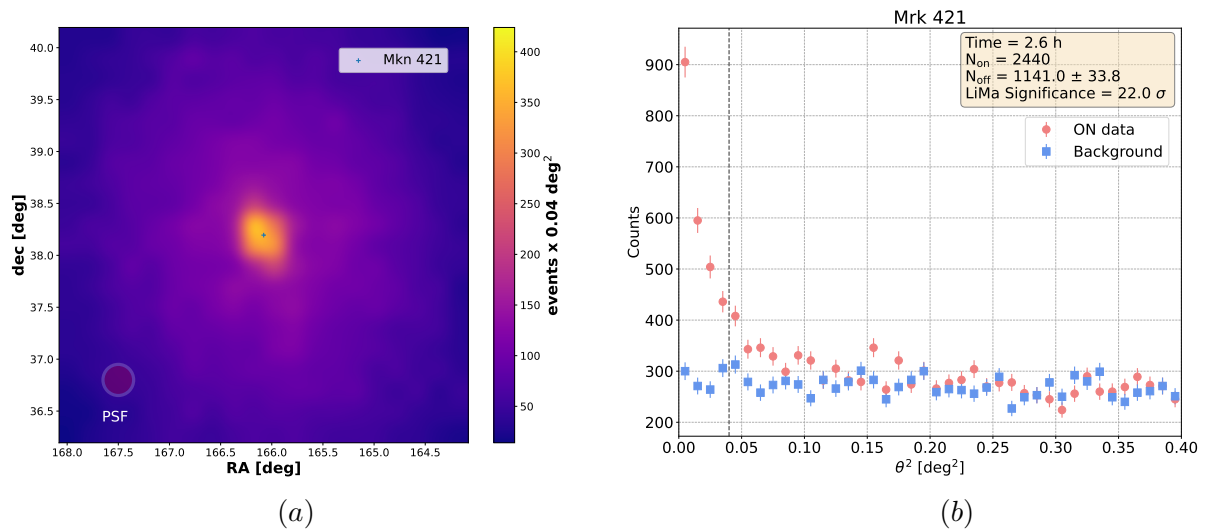 40.0
39.5
39.0
38.5
38.0
37.5
37.0
36.5
dec [deg]
168.0 167.5 166.0 166.5 166.0 165.5 165.0 164.5
RA [deg]
Mkn 421
PSF
400
350
300
250
200
150
100
50
events x 0.04 deg²
(a)
Mrk 421
Time = 2.6 h
Nₒₙ = 2440
Nₒff = 1141.0 ± 33.8
LiMa Significance = 22.0 σ
ON data
Background
900
800
700
600
500
400
300
200
Counts
0.00 0.05 0.10 0.15 0.20 0.25 0.30 0.35 0.40
θ² [deg²]
(b)